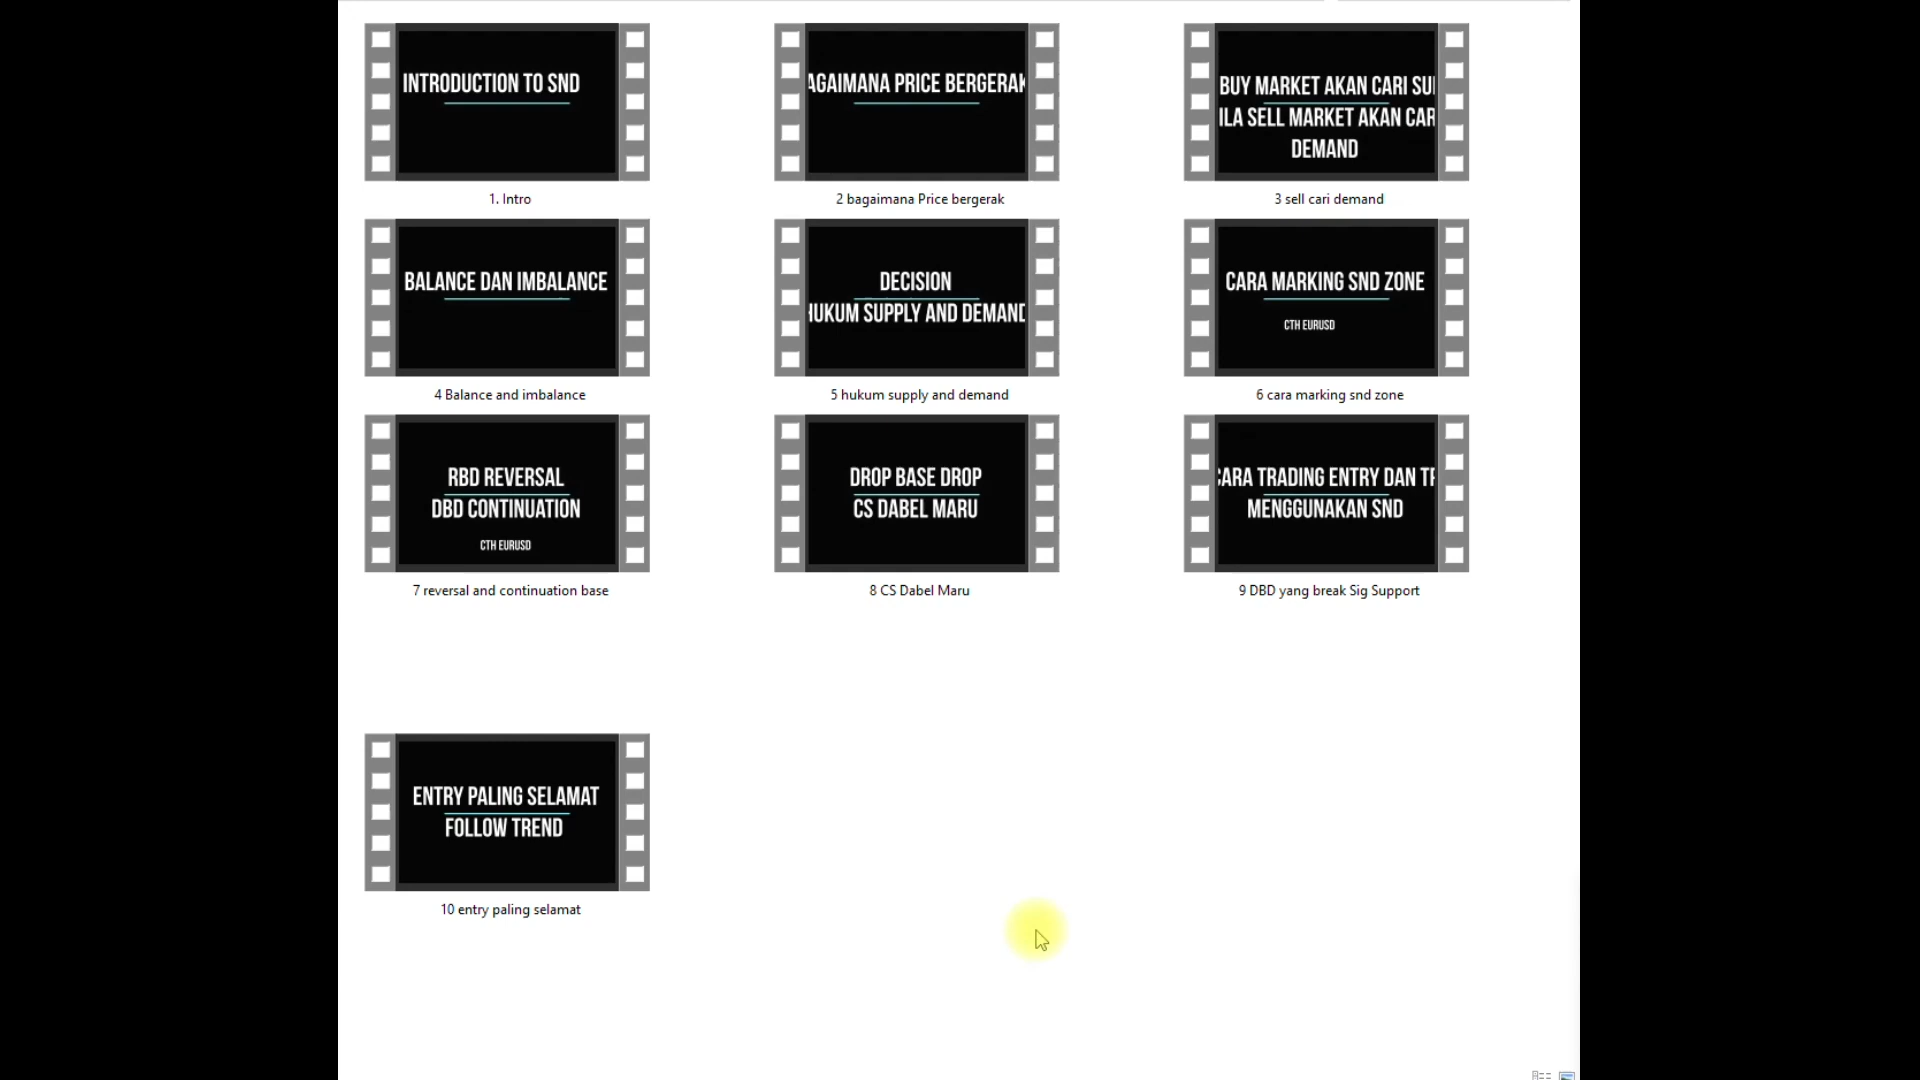 INTRODUCTION TO SND
1. Intro
AGAIMANA PRICE BERGERAK
2 bagaimana Price bergerak
BUY MARKET AKAN CARI SU
ILA SELL MARKET AKAN CAR
DEMAND
3 sell cari demand
BALANCE DAN IMBALANCE
4 Balance and imbalance
DECISION
HUKUM SUPPLY AND DEMAND
5 hukum supply and demand
CARA MARKING SND ZONE
CTH EURUSD
6 cara marking snd zone
RBD REVERSAL
DBD CONTINUATION
CTH EURUSD
7 reversal and continuation base
DROP BASE DROP
CS DABEL MARU
8 CS Dabel Maru
CARA TRADING ENTRY DAN TP
MENGGUNAKAN SND
9 DBD yang break Sig Support
ENTRY PALING SELAMAT
FOLLOW TREND
10 entry paling selamat